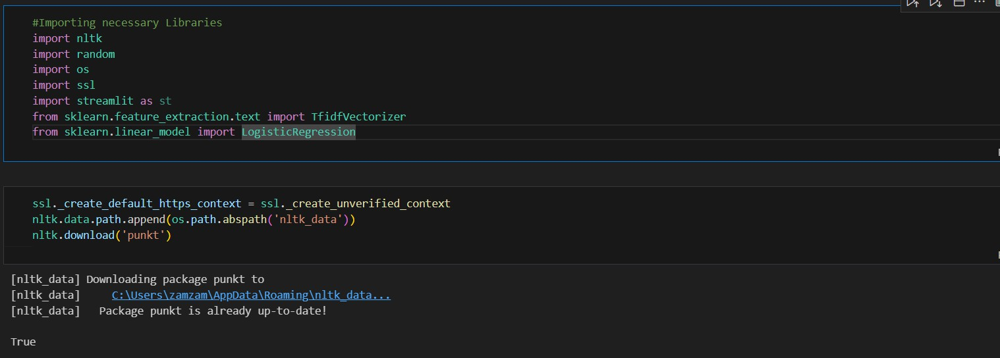 #Importing necessary Libraries
import nltk
import random
import os
import ssl
import streamlit as st
from sklearn.feature_extraction.text import TfidfVectorizer
from sklearn.linear_model import LogisticRegression
ssl._create_default_https_context = ssl._create_unverified_context
nltk.data.path.append(os.path.abspath('nltk_data'))
nltk.download('punkt')
[nltk_data] Downloading package punkt to
[nltk_data]     C:\Users\zamzam\AppData\Roaming\nltk_data...
[nltk_data]   Package punkt is already up-to-date!
True